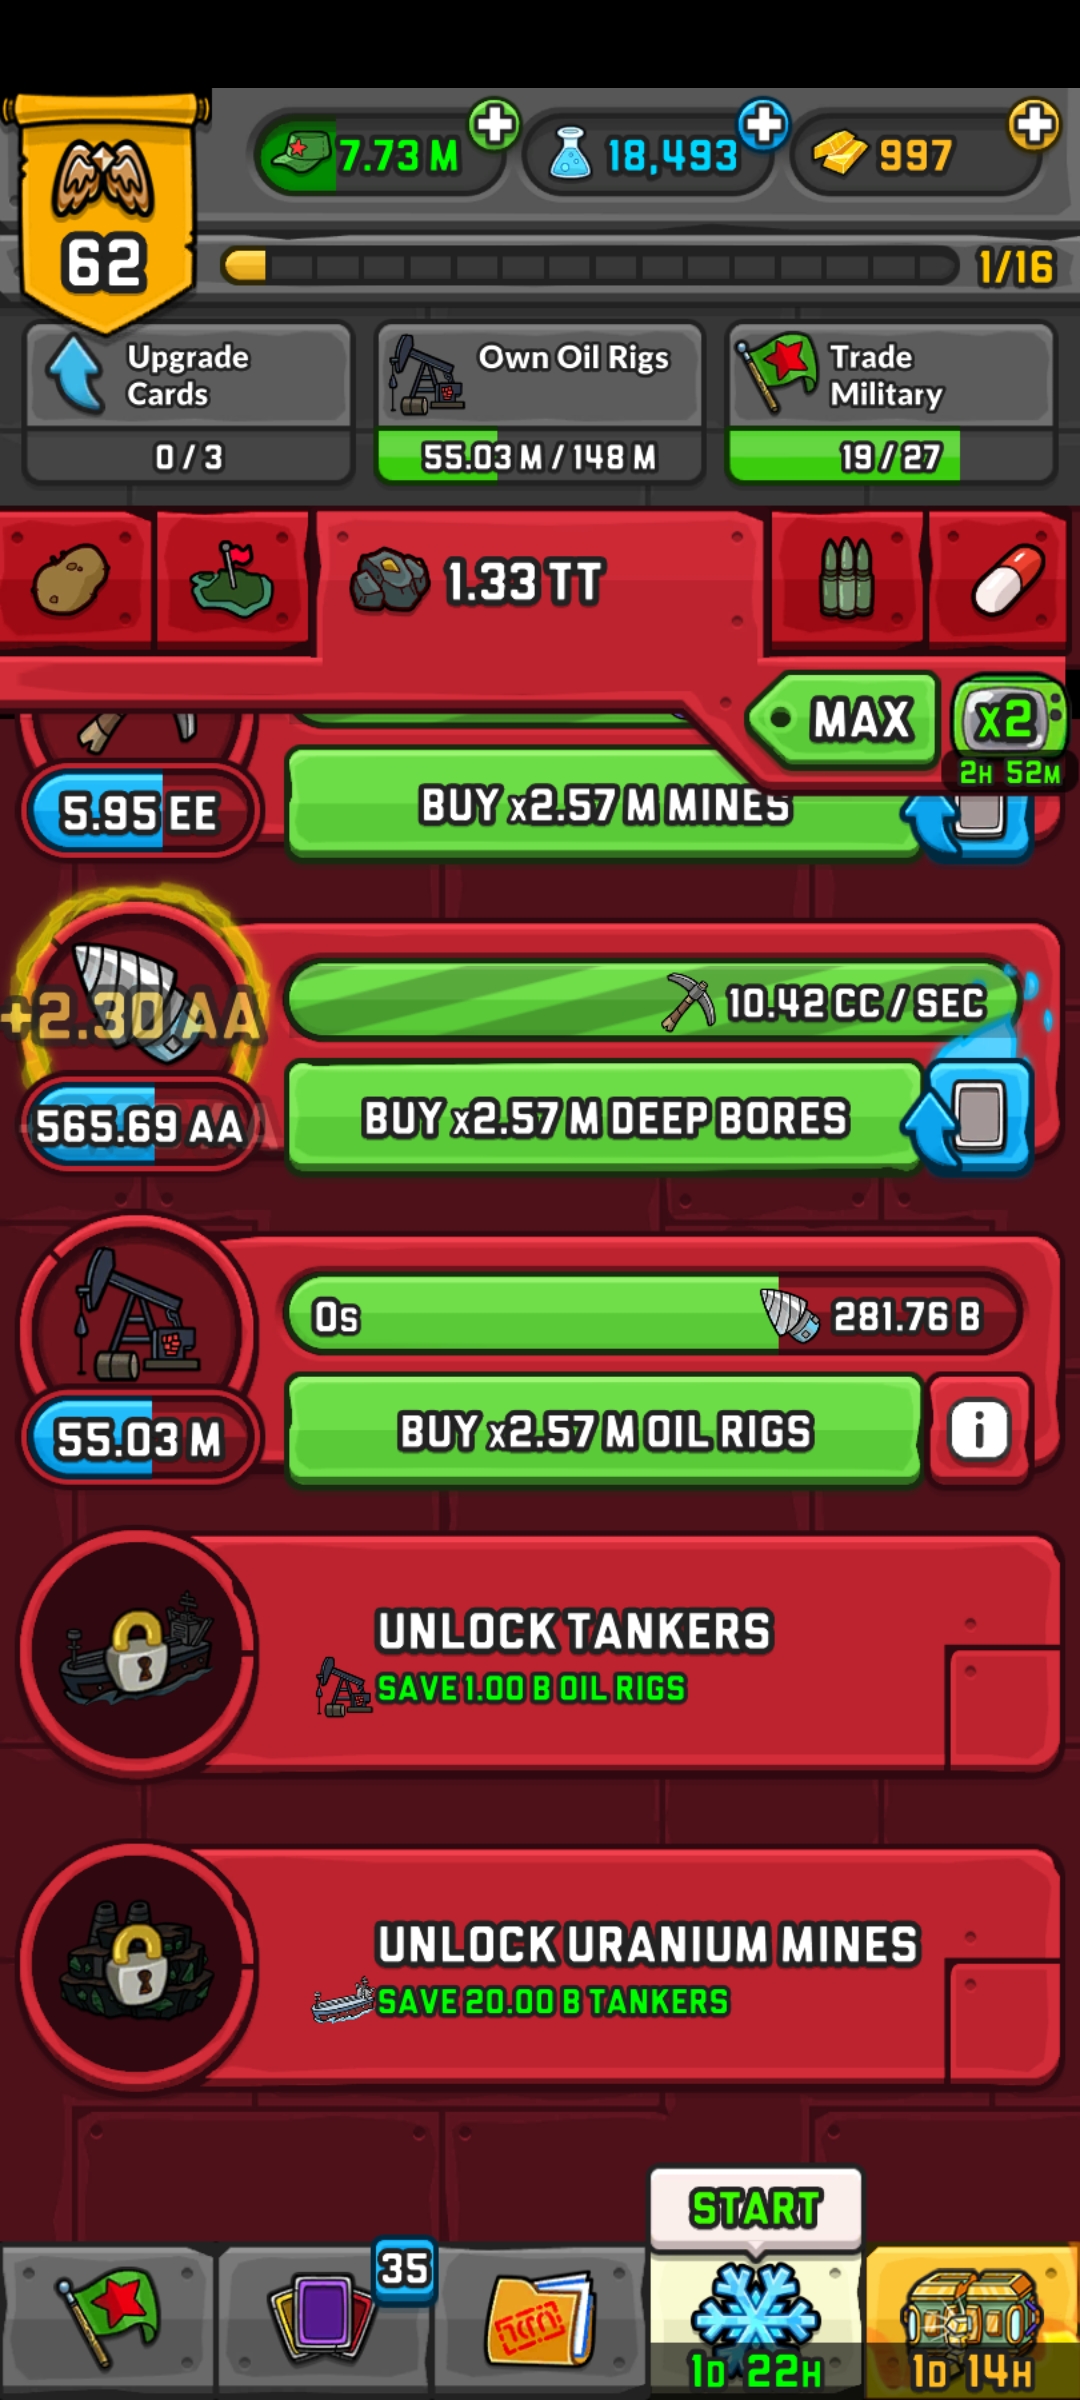 7.73 M
18,493
997
62
1/16
Upgrade
Cards
0 / 3
Own Oil Rigs
55.03 M / 148 M
Trade
Military
19 / 27
1.33 TT
MAX
x2
2H 52M
5.95 EE
BUY x2.57 M MINES
+2.30 AA
10.42 CC / SEC
565.69 AA
BUY x2.57 M DEEP BORES
0s
281.76 B
55.03 M
BUY x2.57 M OIL RIGS
i
UNLOCK TANKERS
SAVE 1.00 B OIL RIGS
UNLOCK URANIUM MINES
SAVE 20.00 B TANKERS
START
35
1D 22H
1D 14H